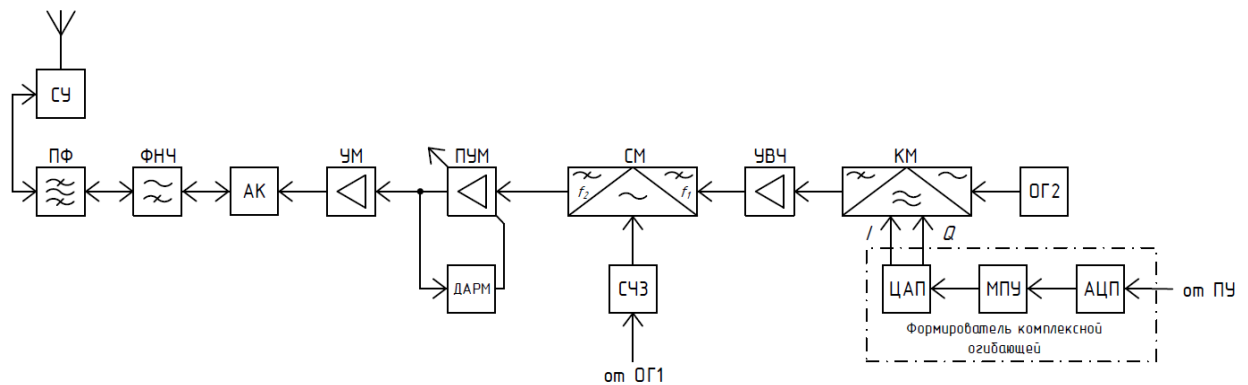 СУ
ПФ
ФНЧ
АК
УМ
ПУМ
ДАРМ
СМ
f₂
f₁
СЧЗ
от ОГ1
УВЧ
КМ
ОГ2
I
Q
ЦАП
МПУ
АЦП
от ПУ
Формирователь комплексной
огибающей